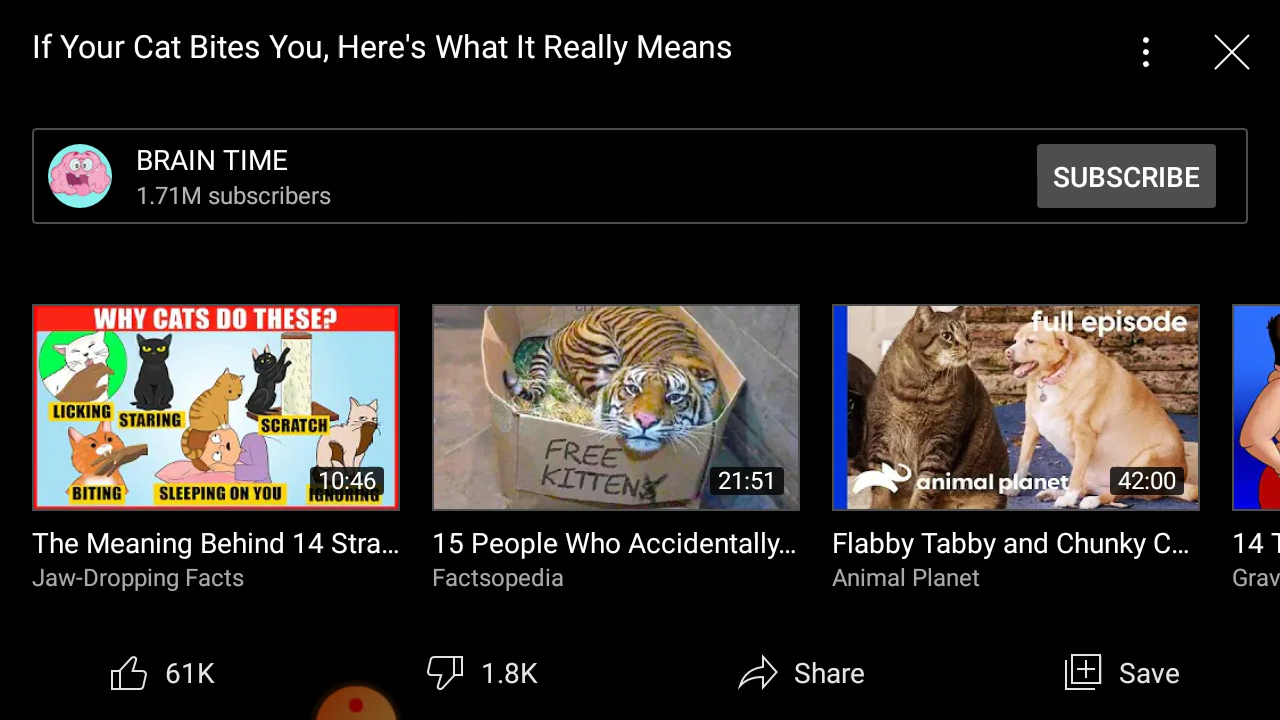 If Your Cat Bites You, Here's What It Really Means
BRAIN TIME
1.71M subscribers
SUBSCRIBE
WHY CATS DO THESE?
LICKING
STARING
SCRATCH
BITING
SLEEPING ON YOU
IGNORING
10:46
FREE
KITTENS
21:51
full episode
animal planet
42:00
The Meaning Behind 14 Stra...
15 People Who Accidentally...
Flabby Tabby and Chunky C...
14 T
Jaw-Dropping Facts
Factsopedia
Animal Planet
Grav
61K
1.8K
Share
Save